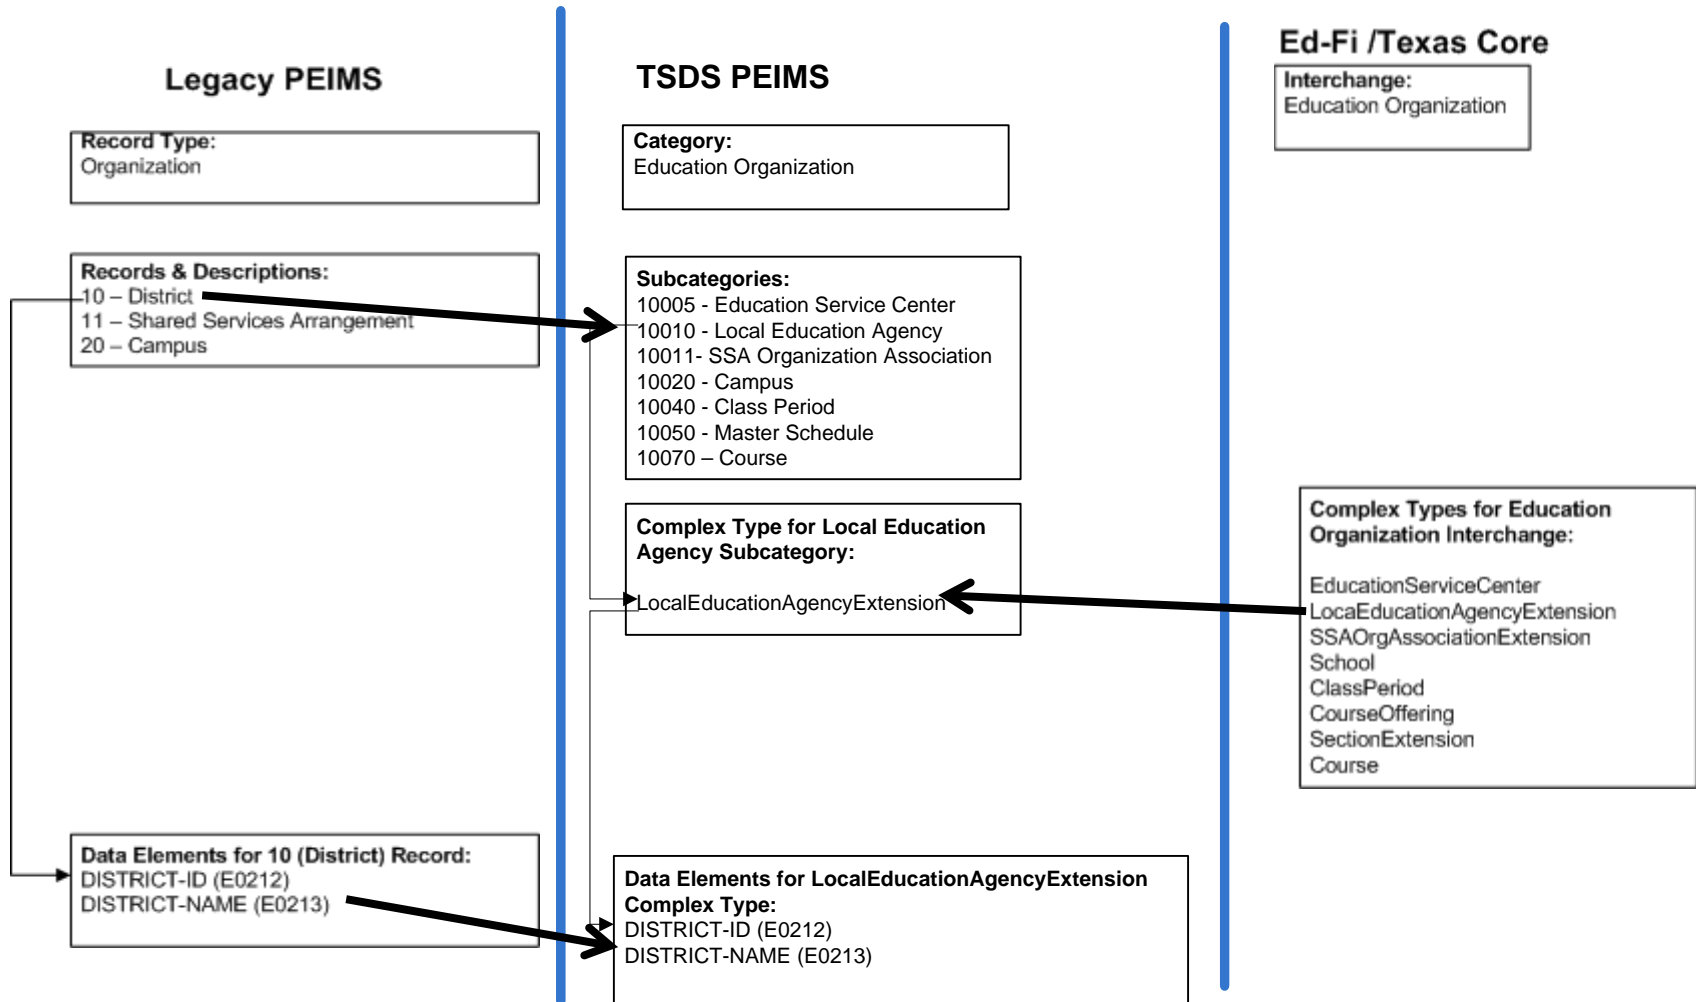 Legacy PEIMS
Record Type:
Organization
Records & Descriptions:
10 – District
11 – Shared Services Arrangement
20 – Campus
Data Elements for 10 (District) Record:
DISTRICT-ID (E0212)
DISTRICT-NAME (E0213)
TSDS PEIMS
Category:
Education Organization
Subcategories:
10005 - Education Service Center
10010 - Local Education Agency
10011- SSA Organization Association
10020 - Campus
10040 - Class Period
10050 - Master Schedule
10070 – Course
Complex Type for Local Education
Agency Subcategory:
LocalEducationAgencyExtension
Data Elements for LocalEducationAgencyExtension
Complex Type:
DISTRICT-ID (E0212)
DISTRICT-NAME (E0213)
Ed-Fi /Texas Core
Interchange:
Education Organization
Complex Types for Education
Organization Interchange:
EducationServiceCenter
LocaEducationAgencyExtension
SSAOrgAssociationExtension
School
ClassPeriod
CourseOffering
SectionExtension
Course